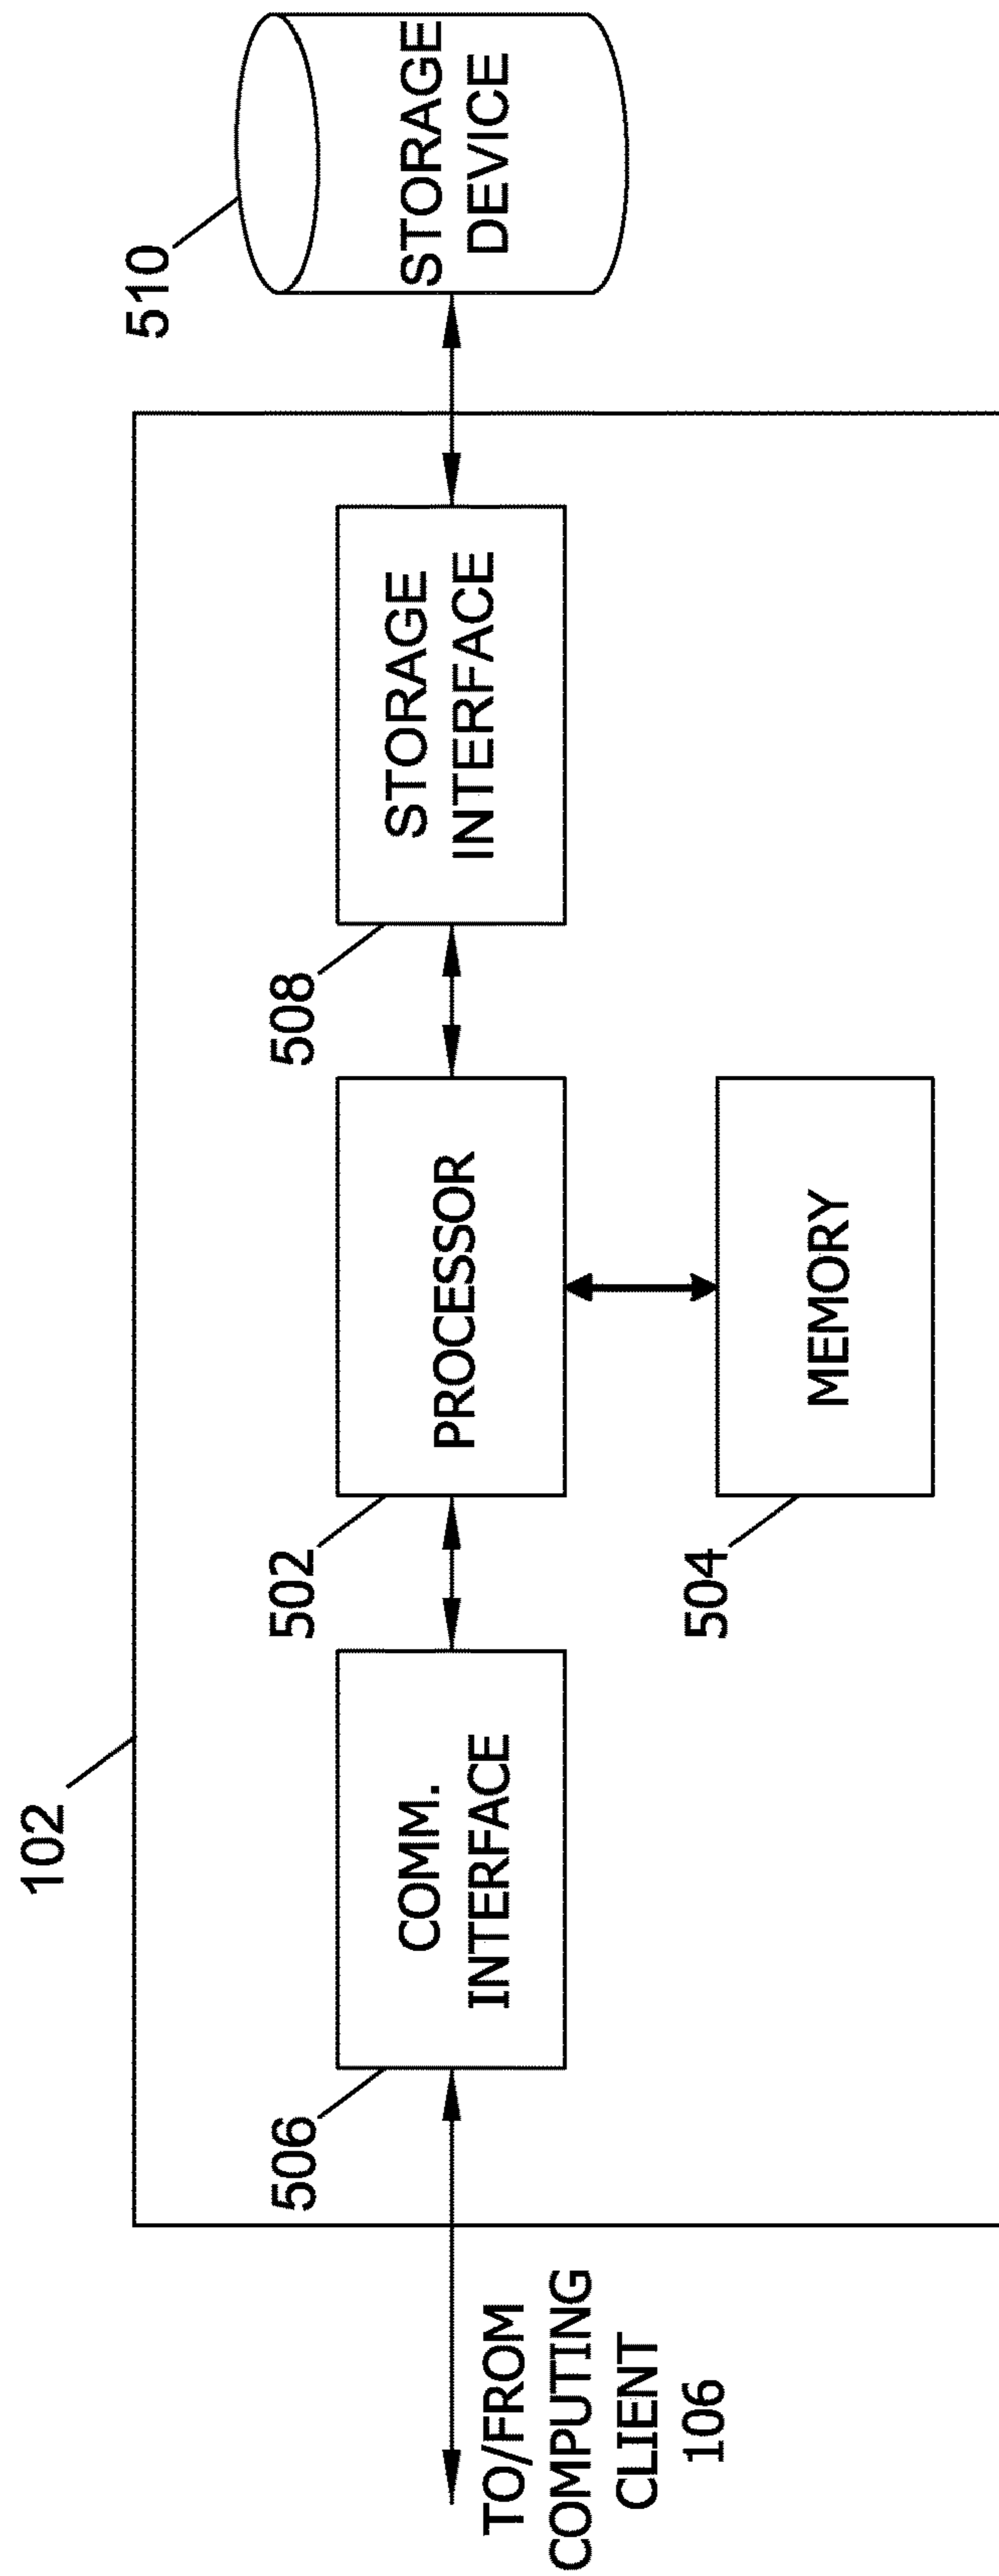 102
510
STORAGE
DEVICE
506
COMM.
INTERFACE
502
PROCESSOR
508
STORAGE
INTERFACE
504
MEMORY
TO/FROM
COMPUTING
CLIENT
106